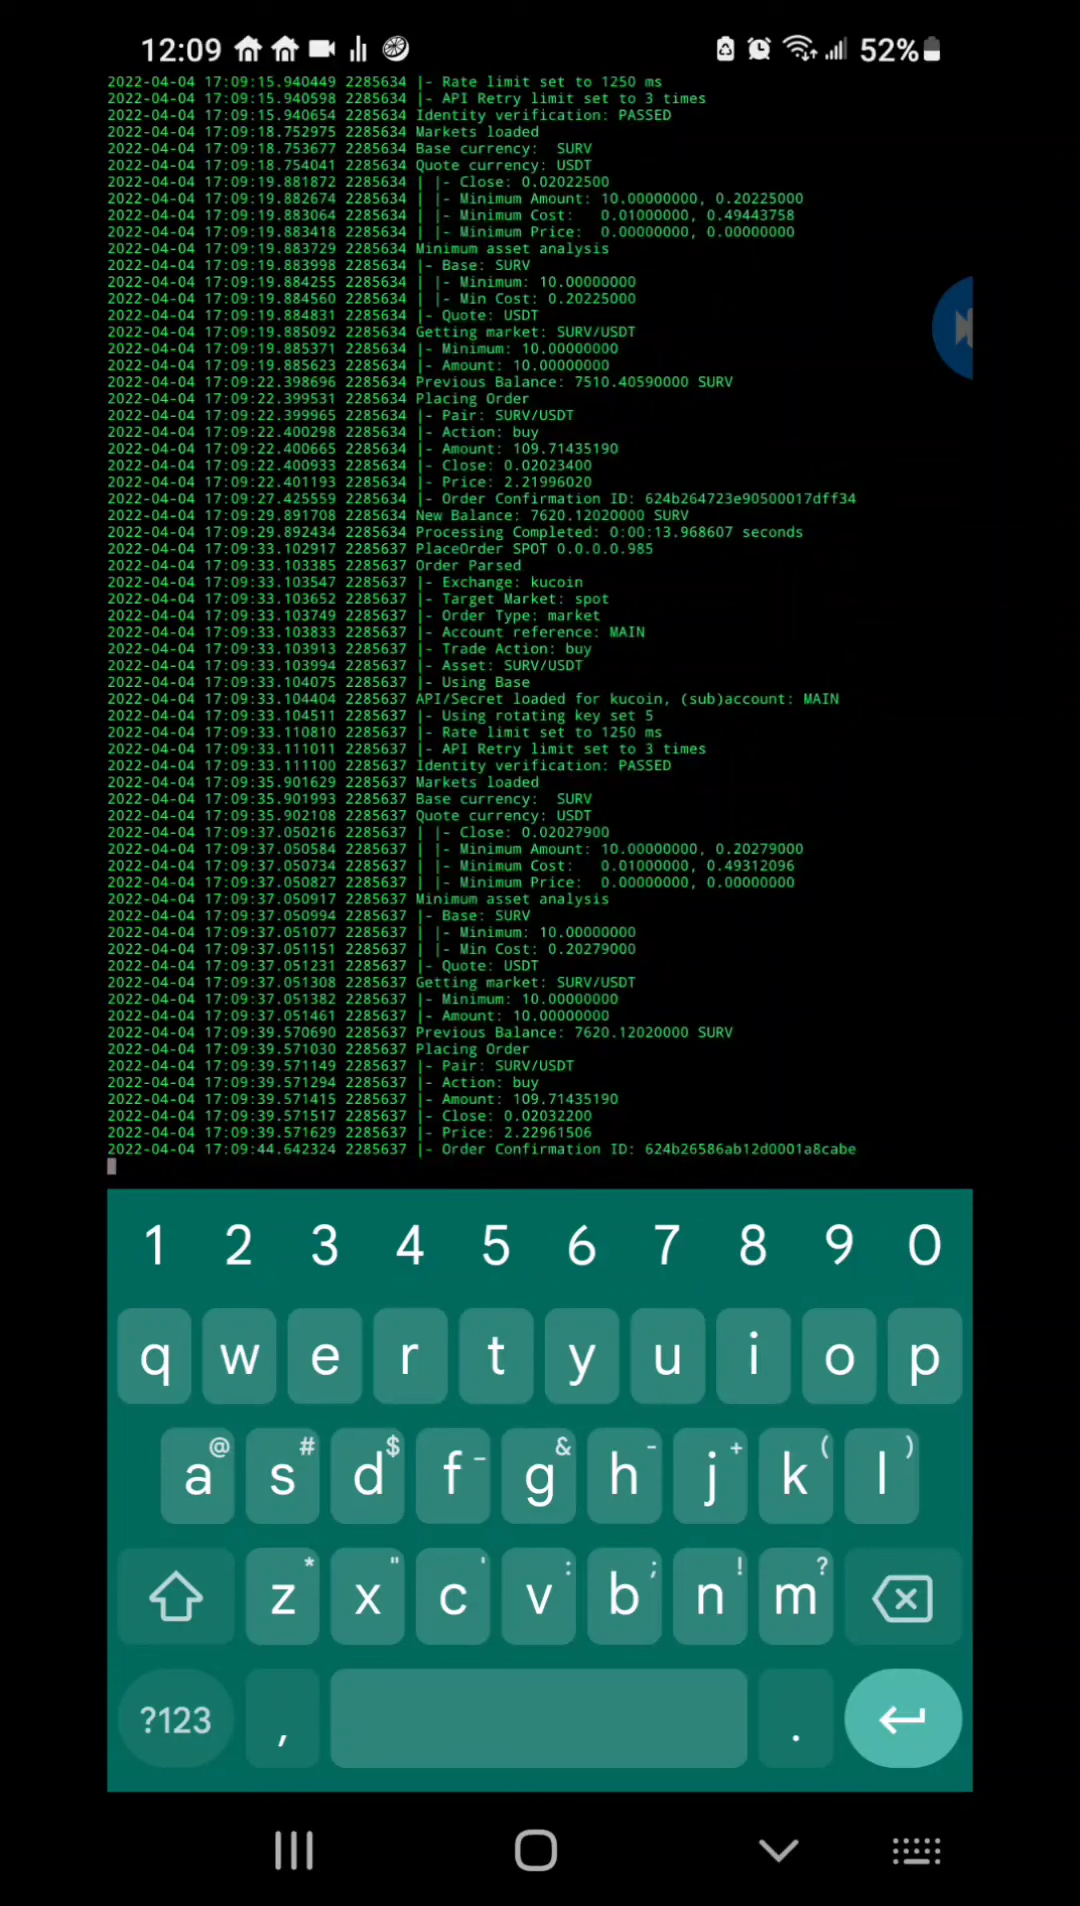 12:09 52%
2022-04-04 17:09:15.940449 2285634 |- Rate limit set to 1250 ms
2022-04-04 17:09:15.940598 2285634 |- API Retry limit set to 3 times
2022-04-04 17:09:15.940654 2285634 Identity verification: PASSED
2022-04-04 17:09:18.752975 2285634 Markets loaded
2022-04-04 17:09:18.753677 2285634 Base currency:  SURV
2022-04-04 17:09:18.754041 2285634 Quote currency: USDT
2022-04-04 17:09:19.881872 2285634 | |- Close: 0.02022500
2022-04-04 17:09:19.882674 2285634 | |- Minimum Amount: 10.00000000, 0.20225000
2022-04-04 17:09:19.883064 2285634 | |- Minimum Cost:   0.01000000, 0.49443758
2022-04-04 17:09:19.883418 2285634 | |- Minimum Price:  0.00000000, 0.00000000
2022-04-04 17:09:19.883729 2285634 Minimum asset analysis
2022-04-04 17:09:19.883998 2285634 |- Base: SURV
2022-04-04 17:09:19.884255 2285634 | |- Minimum: 10.00000000
2022-04-04 17:09:19.884560 2285634 | |- Min Cost: 0.20225000
2022-04-04 17:09:19.884831 2285634 |- Quote: USDT
2022-04-04 17:09:19.885092 2285634 Getting market: SURV/USDT
2022-04-04 17:09:19.885371 2285634 |- Minimum: 10.00000000
2022-04-04 17:09:19.885623 2285634 |- Amount: 10.00000000
2022-04-04 17:09:22.398696 2285634 Previous Balance: 7510.40590000 SURV
2022-04-04 17:09:22.399531 2285634 Placing Order
2022-04-04 17:09:22.399965 2285634 |- Pair: SURV/USDT
2022-04-04 17:09:22.400298 2285634 |- Action: buy
2022-04-04 17:09:22.400665 2285634 |- Amount: 109.71435190
2022-04-04 17:09:22.400933 2285634 |- Close: 0.02023400
2022-04-04 17:09:22.401193 2285634 |- Price: 2.21996020
2022-04-04 17:09:27.425559 2285634 |- Order Confirmation ID: 624b264723e90500017dff34
2022-04-04 17:09:29.891708 2285634 New Balance: 7620.12020000 SURV
2022-04-04 17:09:29.892434 2285634 Processing Completed: 0:00:13.968607 seconds
2022-04-04 17:09:33.102917 2285637 PlaceOrder SPOT 0.0.0.0.985
2022-04-04 17:09:33.103385 2285637 Order Parsed
2022-04-04 17:09:33.103547 2285637 |- Exchange: kucoin
2022-04-04 17:09:33.103652 2285637 |- Target Market: spot
2022-04-04 17:09:33.103749 2285637 |- Order Type: market
2022-04-04 17:09:33.103833 2285637 |- Account reference: MAIN
2022-04-04 17:09:33.103913 2285637 |- Trade Action: buy
2022-04-04 17:09:33.103994 2285637 |- Asset: SURV/USDT
2022-04-04 17:09:33.104075 2285637 |- Using Base
2022-04-04 17:09:33.104404 2285637 API/Secret loaded for kucoin, (sub)account: MAIN
2022-04-04 17:09:33.104511 2285637 |- Using rotating key set 5
2022-04-04 17:09:33.110810 2285637 |- Rate limit set to 1250 ms
2022-04-04 17:09:33.111011 2285637 |- API Retry limit set to 3 times
2022-04-04 17:09:33.111100 2285637 Identity verification: PASSED
2022-04-04 17:09:35.901629 2285637 Markets loaded
2022-04-04 17:09:35.901993 2285637 Base currency:  SURV
2022-04-04 17:09:35.902108 2285637 Quote currency: USDT
2022-04-04 17:09:37.050216 2285637 | |- Close: 0.02027900
2022-04-04 17:09:37.050584 2285637 | |- Minimum Amount: 10.00000000, 0.20279000
2022-04-04 17:09:37.050734 2285637 | |- Minimum Cost:   0.01000000, 0.49312096
2022-04-04 17:09:37.050827 2285637 | |- Minimum Price:  0.00000000, 0.00000000
2022-04-04 17:09:37.050917 2285637 Minimum asset analysis
2022-04-04 17:09:37.050994 2285637 |- Base: SURV
2022-04-04 17:09:37.051077 2285637 | |- Minimum: 10.00000000
2022-04-04 17:09:37.051151 2285637 | |- Min Cost: 0.20279000
2022-04-04 17:09:37.051231 2285637 |- Quote: USDT
2022-04-04 17:09:37.051308 2285637 Getting market: SURV/USDT
2022-04-04 17:09:37.051382 2285637 |- Minimum: 10.00000000
2022-04-04 17:09:37.051461 2285637 |- Amount: 10.00000000
2022-04-04 17:09:39.570690 2285637 Previous Balance: 7620.12020000 SURV
2022-04-04 17:09:39.571030 2285637 Placing Order
2022-04-04 17:09:39.571149 2285637 |- Pair: SURV/USDT
2022-04-04 17:09:39.571294 2285637 |- Action: buy
2022-04-04 17:09:39.571415 2285637 |- Amount: 109.71435190
2022-04-04 17:09:39.571517 2285637 |- Close: 0.02032200
2022-04-04 17:09:39.571629 2285637 |- Price: 2.22961506
2022-04-04 17:09:44.642324 2285637 |- Order Confirmation ID: 624b26586ab12d0001a8cabe
1 2 3 4 5 6 7 8 9 0
q w e r t y u i o p
@ # $ _ & - + ( )
a s d f g h j k l
* " ' : ; ! ?
z x c v b n m
?123 , .